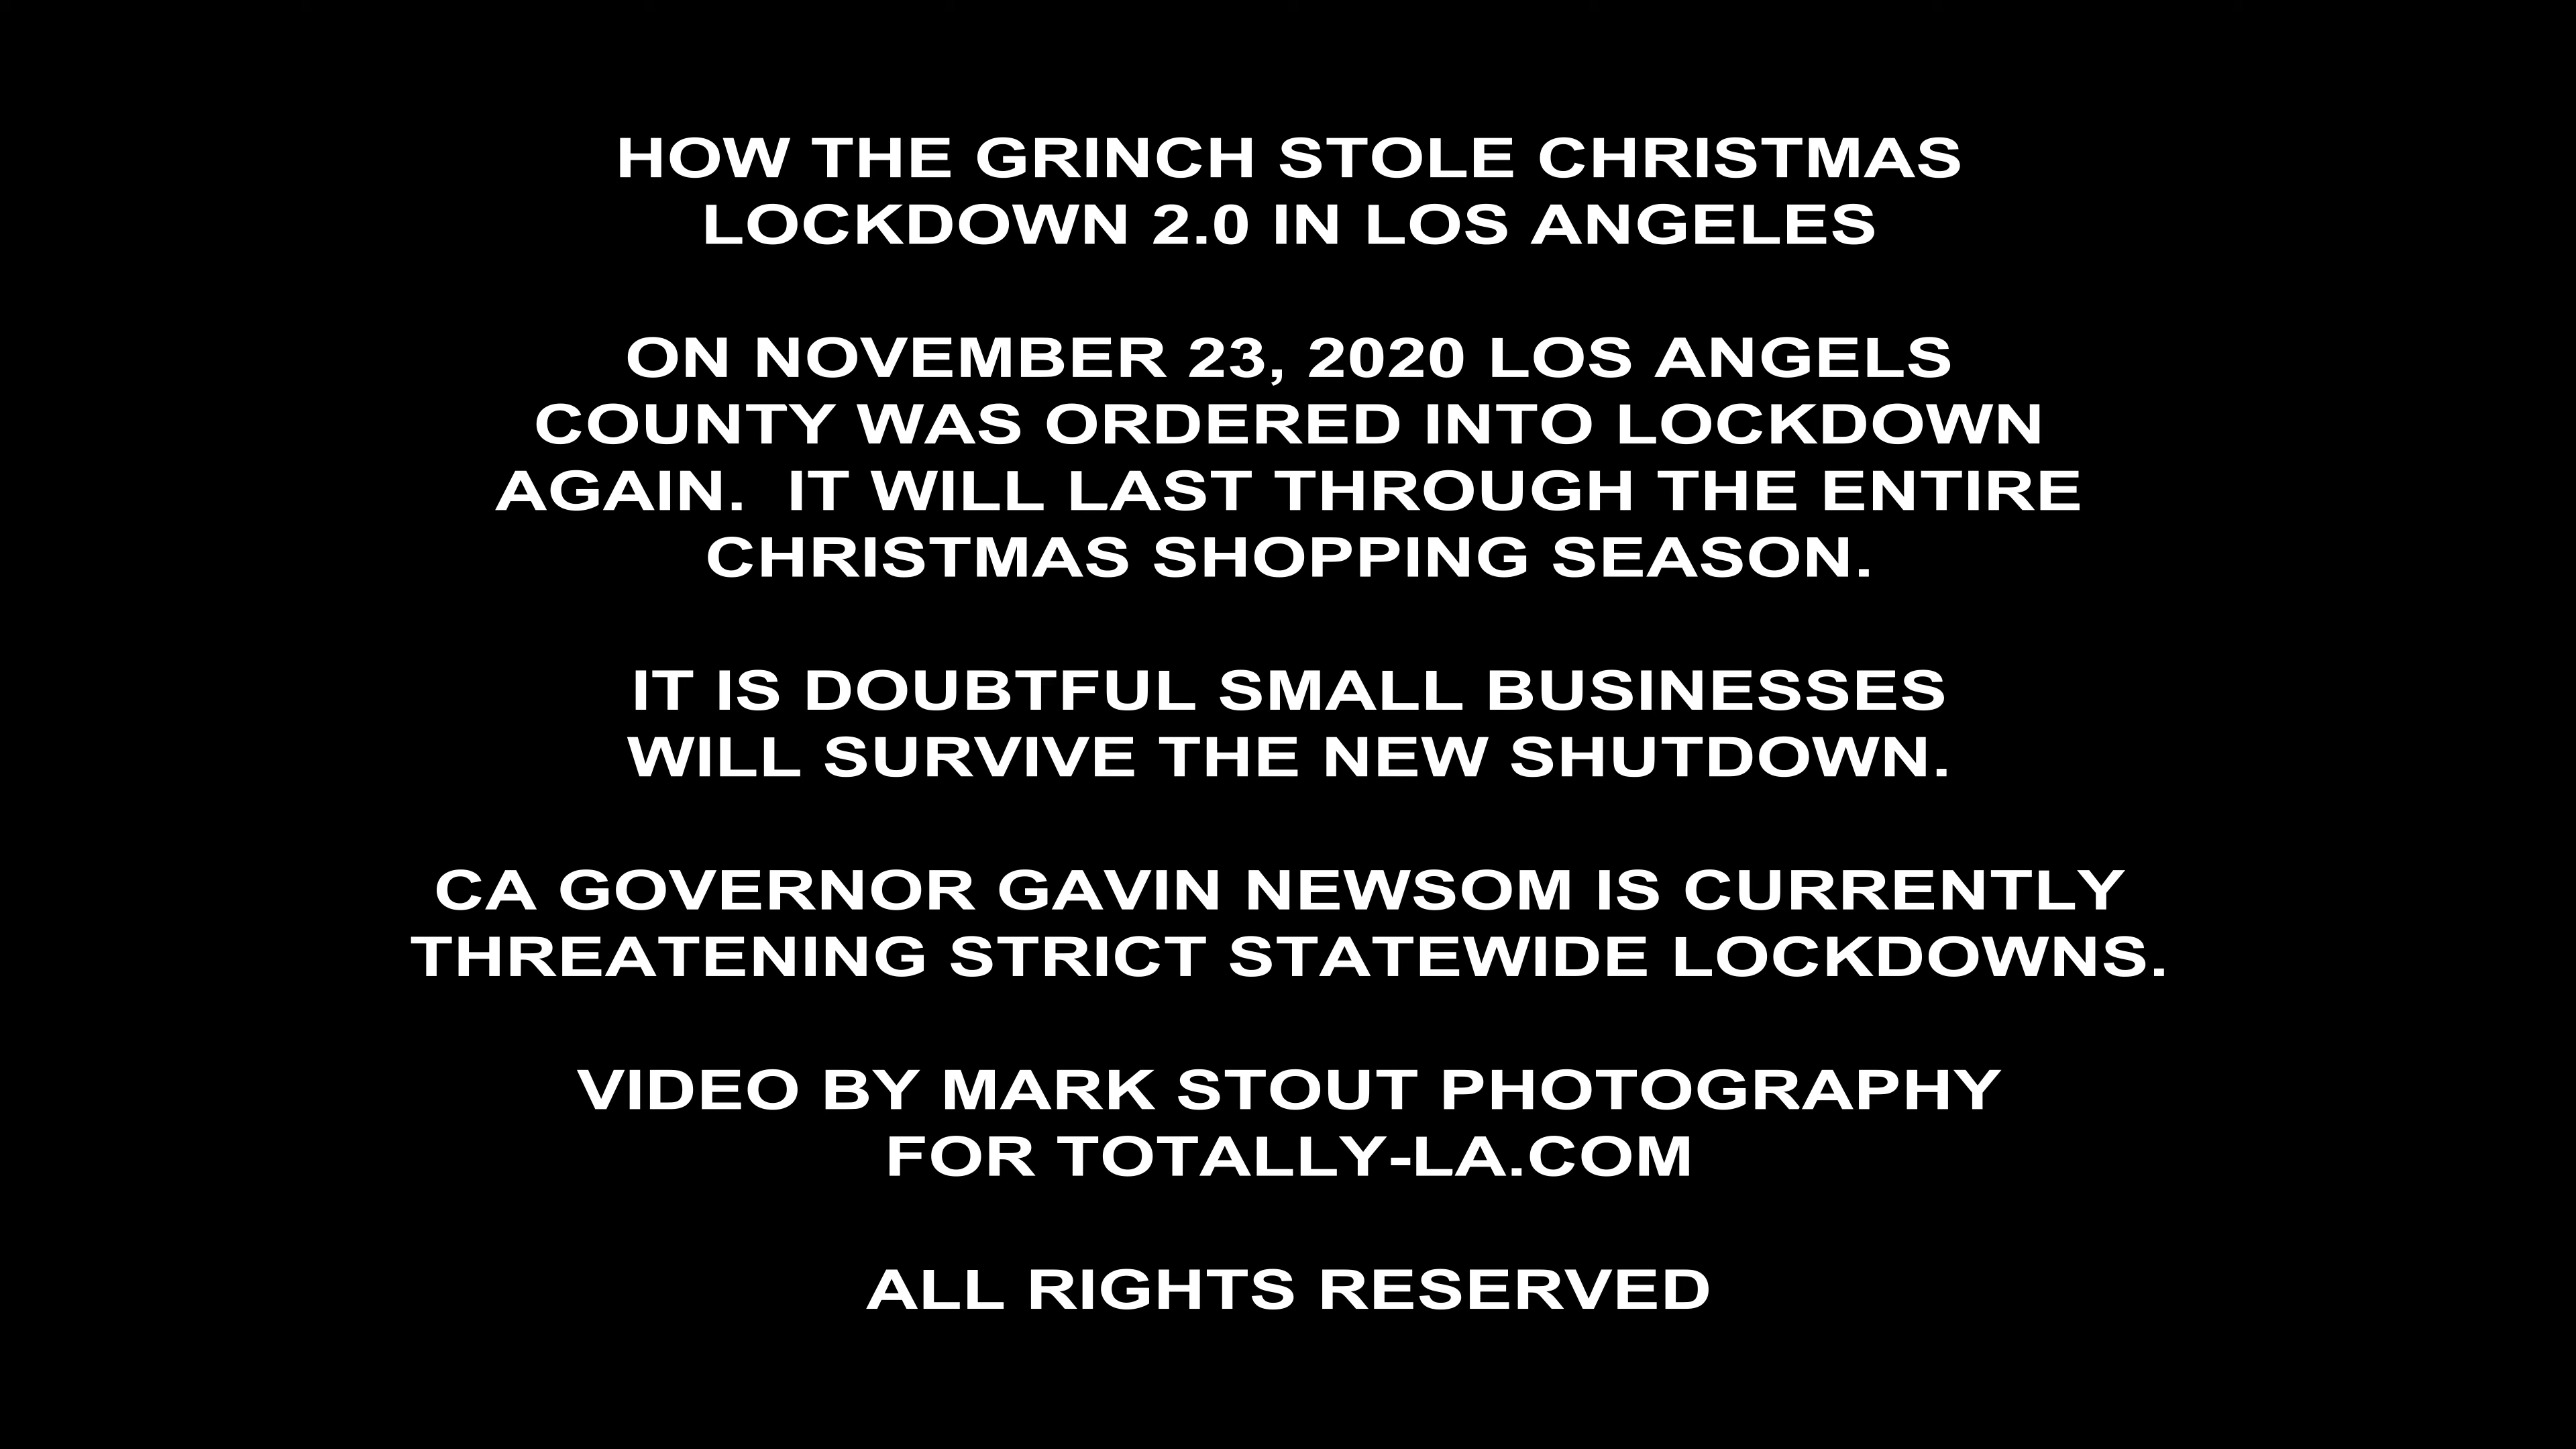 HOW THE GRINCH STOLE CHRISTMAS
LOCKDOWN 2.0 IN LOS ANGELES
ON NOVEMBER 23, 2020 LOS ANGELS
COUNTY WAS ORDERED INTO LOCKDOWN
AGAIN.  IT WILL LAST THROUGH THE ENTIRE
CHRISTMAS SHOPPING SEASON.
IT IS DOUBTFUL SMALL BUSINESSES
WILL SURVIVE THE NEW SHUTDOWN.
CA GOVERNOR GAVIN NEWSOM IS CURRENTLY
THREATENING STRICT STATEWIDE LOCKDOWNS.
VIDEO BY MARK STOUT PHOTOGRAPHY
FOR TOTALLY-LA.COM
ALL RIGHTS RESERVED